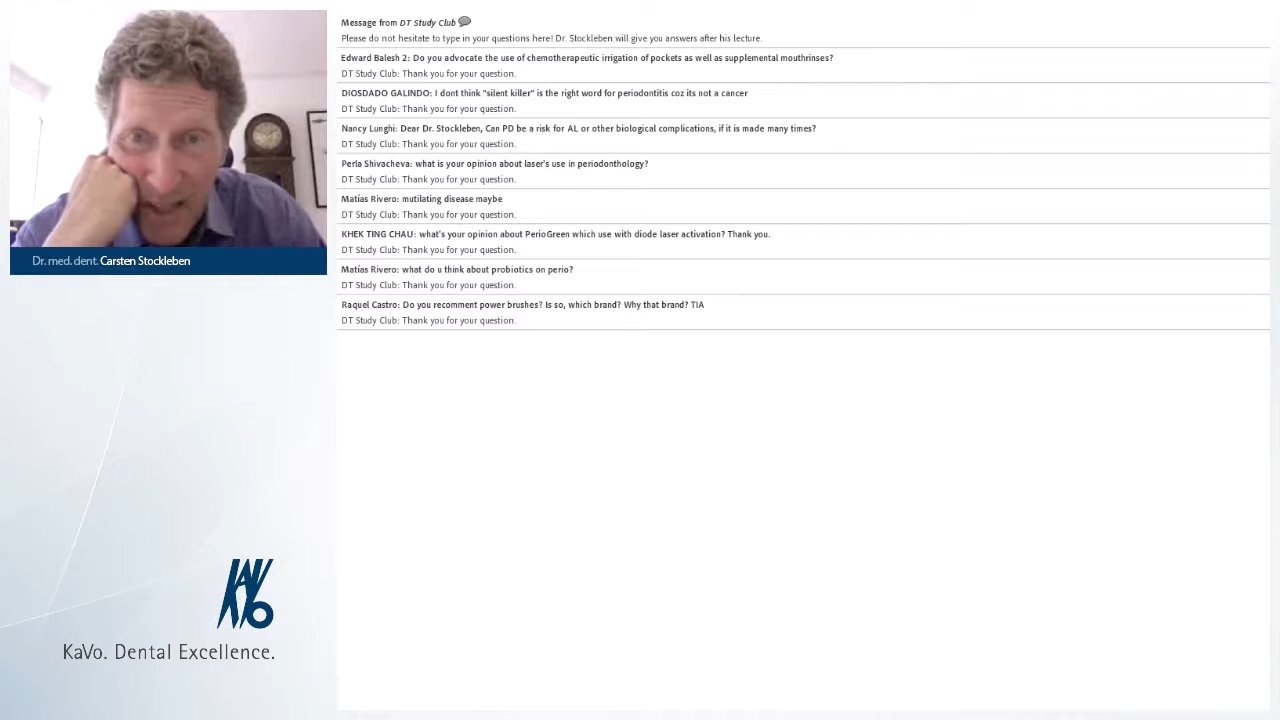 Message from DT Study Club
Please do not hesitate to type in your questions here! Dr. Stockleben will give you answers after his lecture.
Edward Balesh 2: Do you advocate the use of chemotherapeutic irrigation of pockets as well as supplemental mouthrinses?
DT Study Club: Thank you for your question.
DIOSDADO GALINDO: I dont think "silent killer" is the right word for periodontitis coz its not a cancer
DT Study Club: Thank you for your question.
Nancy Lunghi: Dear Dr. Stockleben, Can PD be a risk for AL or other biological complications, if it is made many times?
DT Study Club: Thank you for your question.
Perla Shivacheva: what is your opinion about laser's use in periodonthology?
DT Study Club: Thank you for your question.
Matías Rivero: mutilating disease maybe
DT Study Club: Thank you for your question.
KHEK TING CHAU: what's your opinion about PerioGreen which use with diode laser activation? Thank you.
DT Study Club: Thank you for your question.
Matías Rivero: what do u think about probiotics on perio?
DT Study Club: Thank you for your question.
Raquel Castro: Do you recomment power brushes? Is so, which brand? Why that brand? TIA
DT Study Club: Thank you for your question.
Dr. med. dent. Carsten Stockleben
KAVO
KaVo. Dental Excellence.